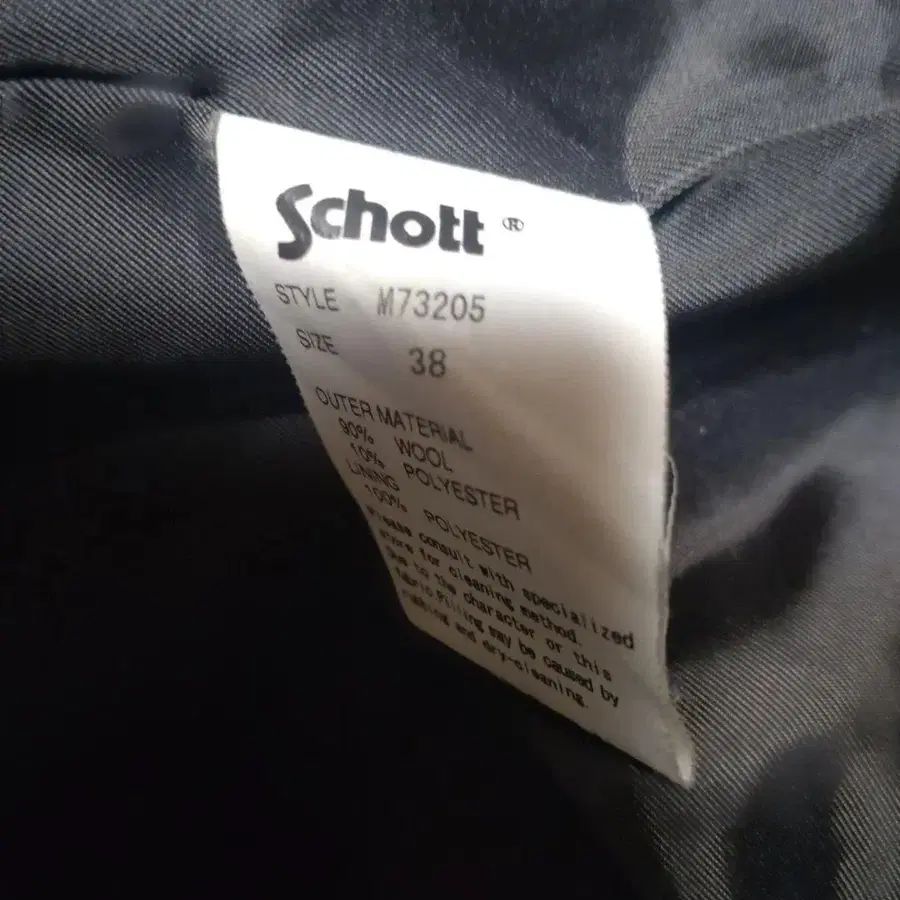 Schott ®
STYLE M73205
SIZE 38
OUTER MATERIAL
90% WOOL
10% POLYESTER
LINING
100% POLYESTER
Please consult with specialized
store for cleaning method.
Due to the character or this
fabric Pilling may be caused by
rubbing and dry-cleaning.